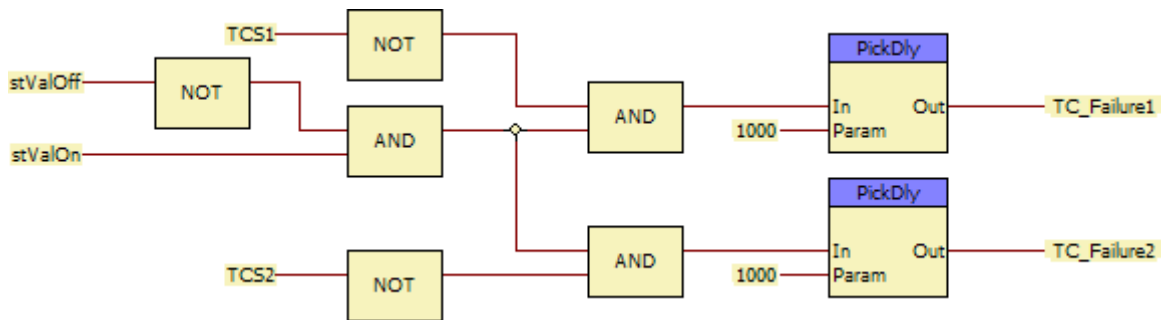 TCS1
NOT
PickDly
stValOff
NOT
In Out
TC_Failure1
AND
1000
Param
AND
stValOn
PickDly
In Out
TC_Failure2
AND
TCS2
NOT
1000
Param